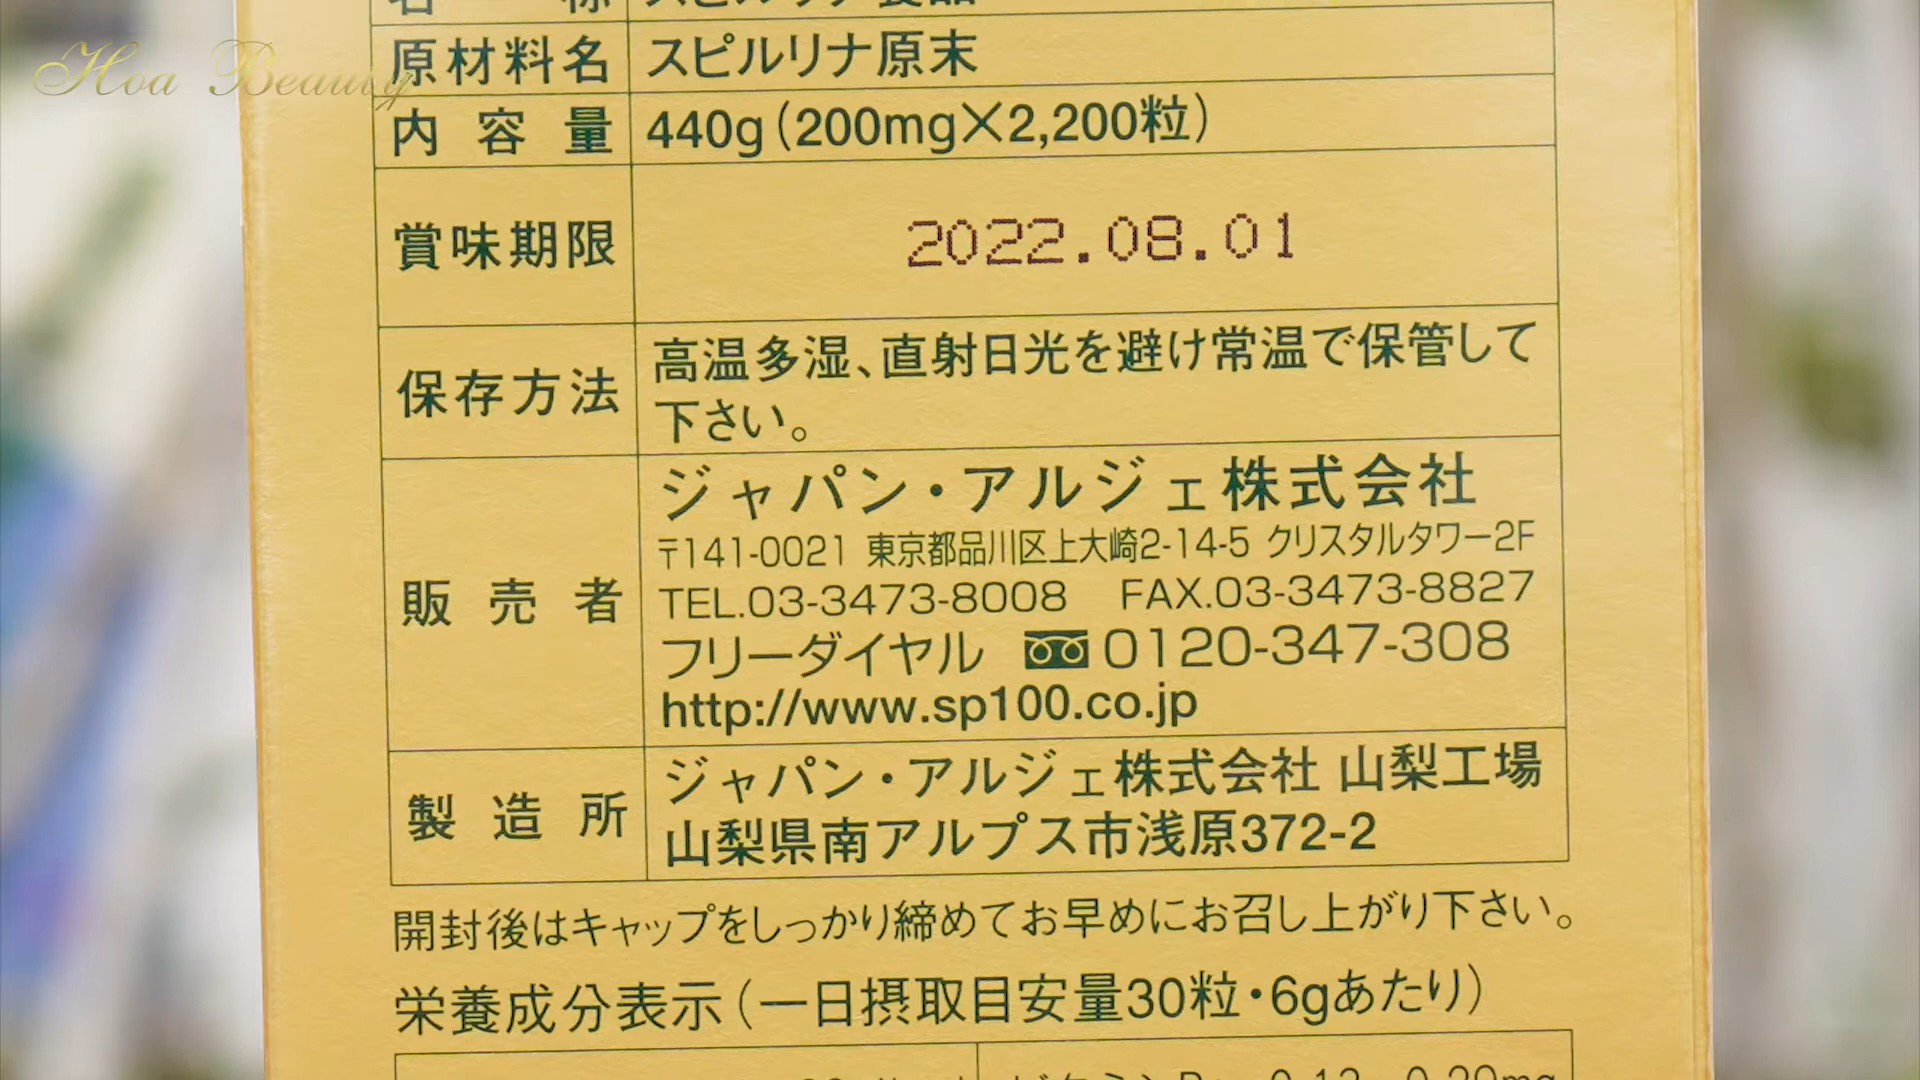 Hoa Beauty
名 称 スピルリナ食品
原材料名 スピルリナ原末
内容量 440g(200mg×2,200粒)
賞味期限 2022.08.01
保存方法 高温多湿、直射日光を避け常温で保管して
下さい。
販売者 ジャパン・アルジェ株式会社
〒141-0021 東京都品川区上大崎2-14-5 クリスタルタワー2F
TEL.03-3473-8008 FAX.03-3473-8827
フリーダイヤル 0120-347-308
http://www.sp100.co.jp
製造所 ジャパン・アルジェ株式会社 山梨工場
山梨県南アルプス市浅原372-2
開封後はキャップをしっかり締めてお早めにお召し上がり下さい。
栄養成分表示(一日摂取目安量30粒・6gあたり)